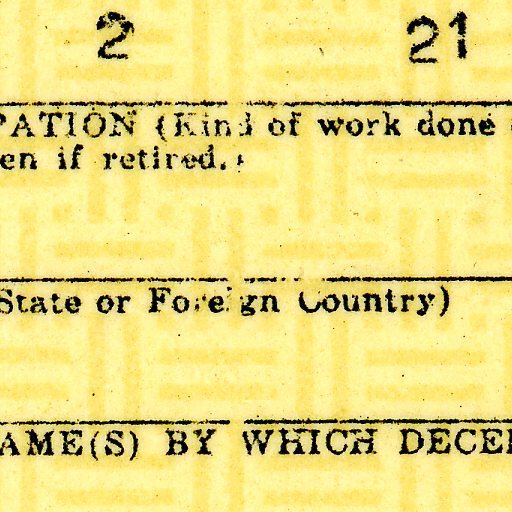 2 21
PATION (Kind of work done
en if retired.)
State or Foreign Country)
AME(S) BY WHICH DECE